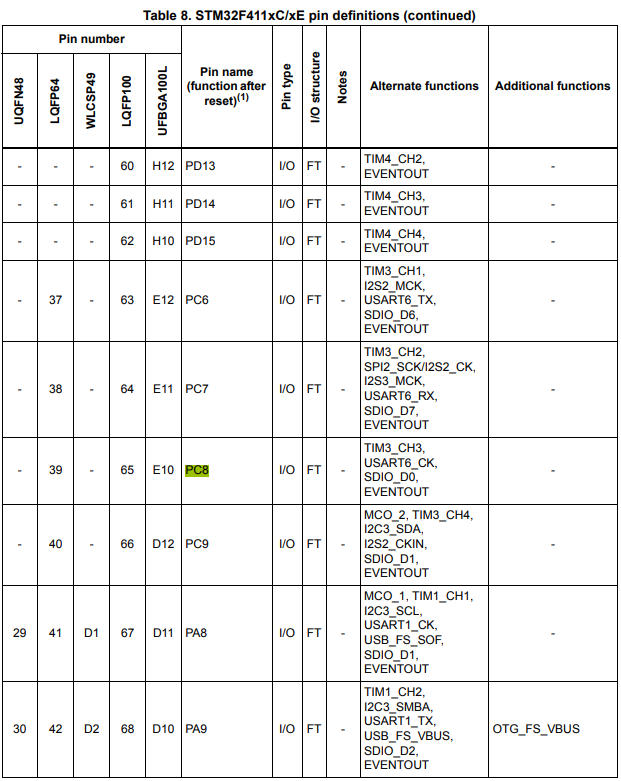 Table 8. STM32F411xC/xE pin definitions (continued)
Pin number
UQFN48
LQFP64
WLCSP49
LQFP100
UFBGA100L
Pin name
(function after
reset)(1)
Pin type
I/O structure
Notes
Alternate functions
Additional functions
- - - 60 H12 PD13 I/O FT - TIM4_CH2, -
EVENTOUT
- - - 61 H11 PD14 I/O FT - TIM4_CH3, -
EVENTOUT
- - - 62 H10 PD15 I/O FT - TIM4_CH4, -
EVENTOUT
- 37 - 63 E12 PC6 I/O FT - TIM3_CH1, -
I2S2_MCK,
USART6_TX,
SDIO_D6,
EVENTOUT
- 38 - 64 E11 PC7 I/O FT - TIM3_CH2, -
SPI2_SCK/I2S2_CK,
I2S3_MCK,
USART6_RX,
SDIO_D7,
EVENTOUT
- 39 - 65 E10 PC8 I/O FT - TIM3_CH3, -
USART6_CK,
SDIO_D0,
EVENTOUT
- 40 - 66 D12 PC9 I/O FT - MCO_2, TIM3_CH4, -
I2C3_SDA,
I2S2_CKIN,
SDIO_D1,
EVENTOUT
29 41 D1 67 D11 PA8 I/O FT - MCO_1, TIM1_CH1, -
I2C3_SCL,
USART1_CK,
USB_FS_SOF,
SDIO_D1,
EVENTOUT
30 42 D2 68 D10 PA9 I/O FT - TIM1_CH2, OTG_FS_VBUS
I2C3_SMBA,
USART1_TX,
USB_FS_VBUS,
SDIO_D2,
EVENTOUT